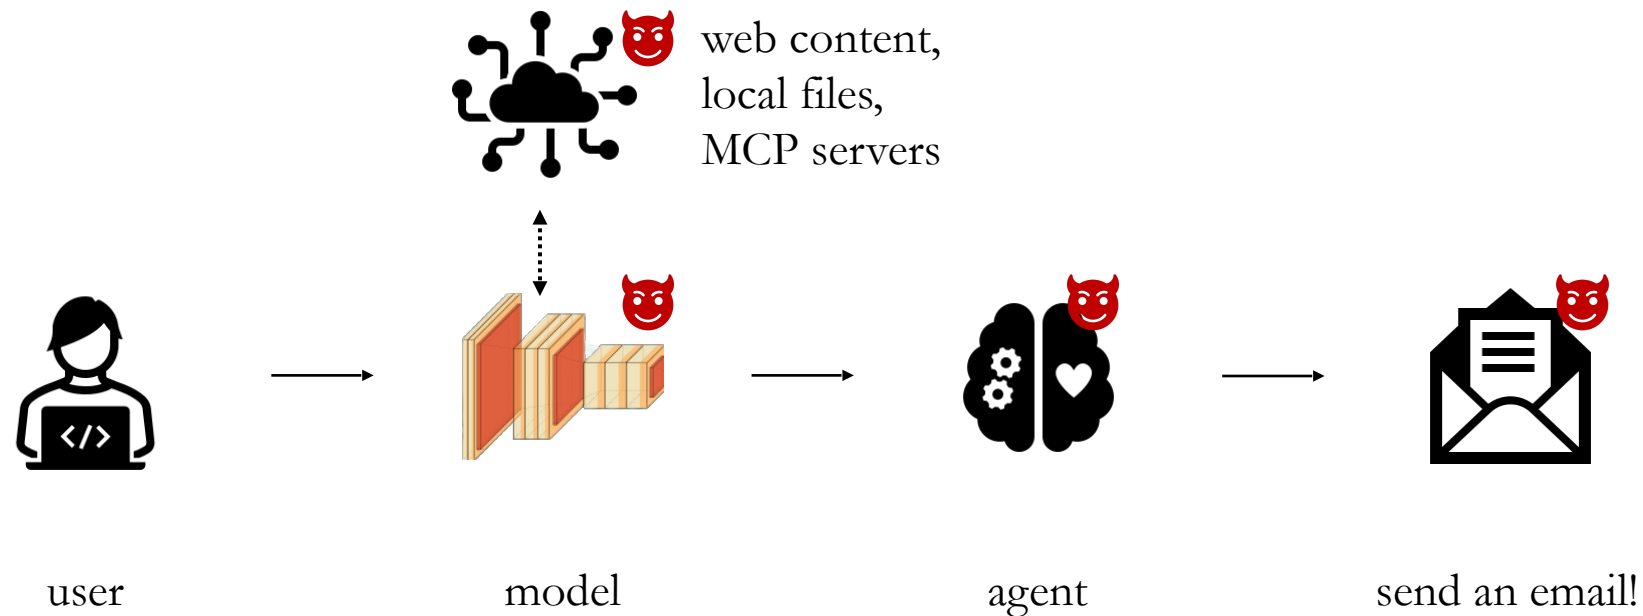 web content,
local files,
MCP servers
</>
user
model
agent
send an email!